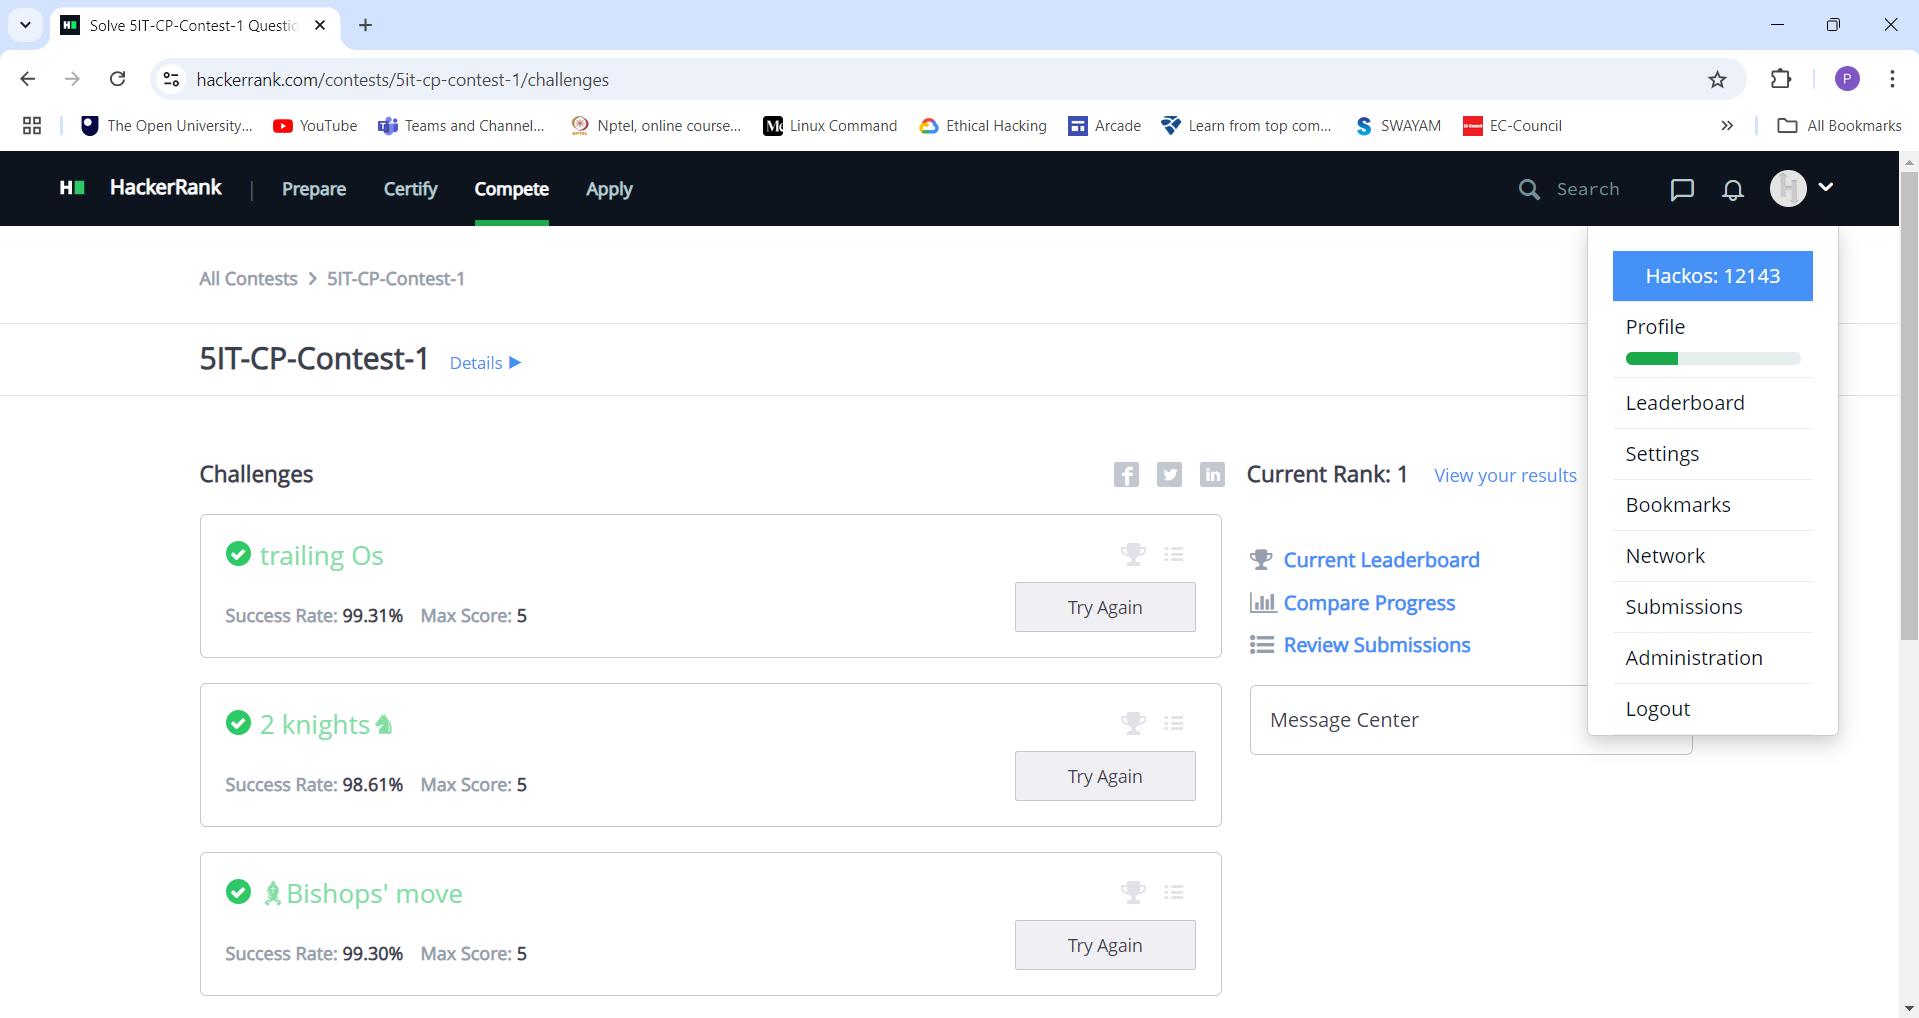 Solve 5IT-CP-Contest-1 Questio
hackerrank.com/contests/5it-cp-contest-1/challenges
P
The Open University... YouTube Teams and Channel... Nptel, online course... Linux Command Ethical Hacking Arcade Learn from top com... SWAYAM EC-Council » All Bookmarks
HackerRank | Prepare Certify Compete Apply Search
Hackos: 12143
Profile
Leaderboard
Settings
Bookmarks
Network
Submissions
Administration
Logout
All Contests > 5IT-CP-Contest-1
5IT-CP-Contest-1 Details ▶
Challenges
Current Rank: 1 View your results
trailing Os
Success Rate: 99.31% Max Score: 5
Try Again
2 knights♞
Success Rate: 98.61% Max Score: 5
Try Again
Bishops' move
Success Rate: 99.30% Max Score: 5
Try Again
Current Leaderboard
Compare Progress
Review Submissions
Message Center